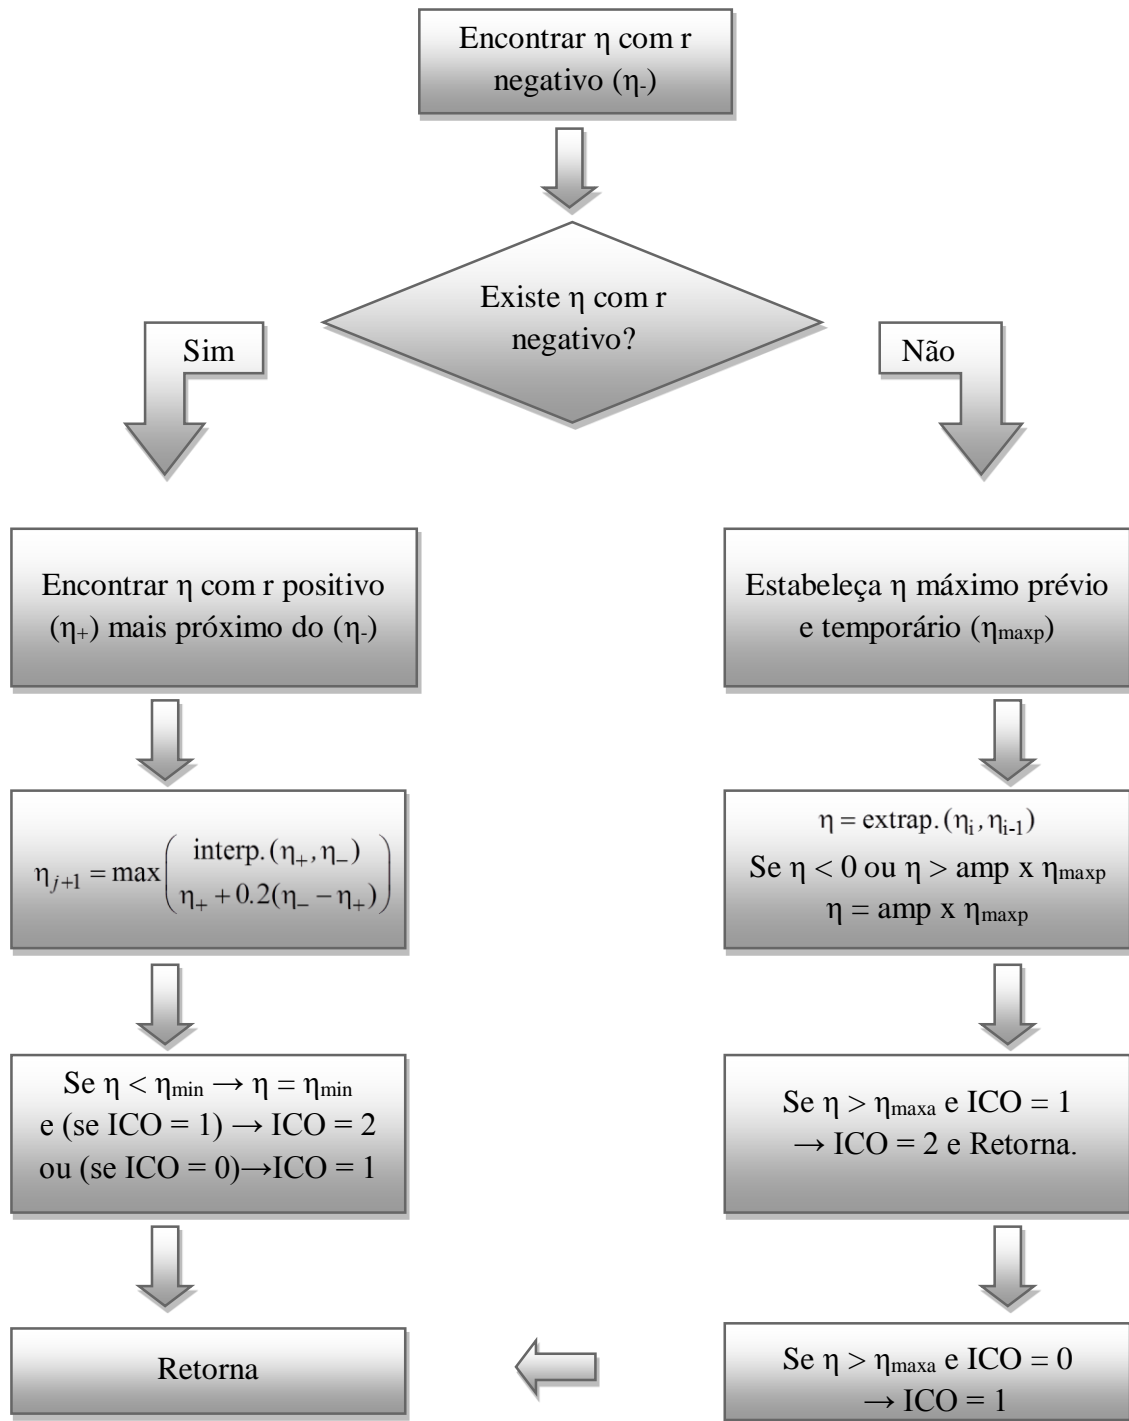 Encontrar η com r
negativo (η-)
Existe η com r
negativo?
Sim
Não
Encontrar η com r positivo
(η+) mais próximo do (η-)
Estabeleça η máximo prévio
e temporário (ηmaxp)
ηj+1 = max( interp.(η+, η−)
η+ + 0.2(η− − η+) )
η = extrap.(ηi, ηi-1)
Se η < 0 ou η > amp x ηmaxp
η = amp x ηmaxp
Se η < ηmin → η = ηmin
e (se ICO = 1) → ICO = 2
ou (se ICO = 0)→ICO = 1
Se η > ηmaxa e ICO = 1
→ ICO = 2 e Retorna.
Retorna
Se η > ηmaxa e ICO = 0
→ ICO = 1